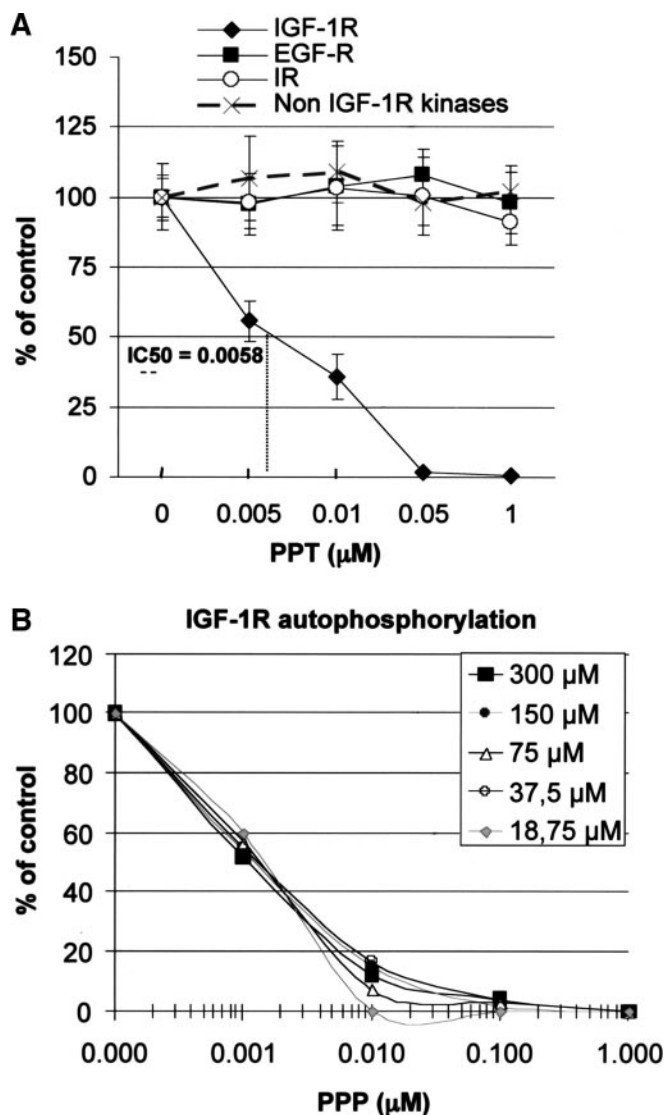 A
IGF-1R
EGF-R
IR
Non IGF-1R kinases
150
125
100
75
50
25
0
% of control
IC50 = 0.0058
0 0.005 0.01 0.05 1
PPT (µM)
B
IGF-1R autophosphorylation
120
100
80
60
40
20
0
% of control
300 µM
150 µM
75 µM
37,5 µM
18,75 µM
0.000 0.001 0.010 0.100 1.000
PPP (µM)